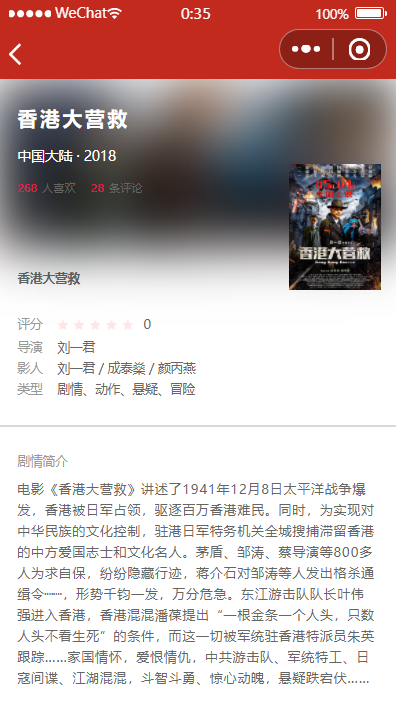 WeChat 0:35 100%
香港大营救
中国大陆 · 2018
268 人喜欢 28 条评论
香港大营救
香港大营救
评分 0
导演 刘一君
影人 刘一君 / 成泰燊 / 颜丙燕
类型 剧情、动作、悬疑、冒险
剧情简介
电影《香港大营救》讲述了1941年12月8日太平洋战争爆
发，香港被日军占领，驱逐百万香港难民。同时，为实现对
中华民族的文化控制，驻港日军特务机关全城搜捕滞留香港
的中方爱国志士和文化名人。茅盾、邹涛、蔡导演等800多
人为求自保，纷纷隐藏行迹，蒋介石对邹涛等人发出格杀通
缉令┈┈，形势千钧一发，万分危急。东江游击队队长叶伟
强进入香港，香港混混潘葆提出“一根金条一个人头，只数
人头不看生死”的条件，而这一切被军统驻香港特派员朱英
跟踪……家国情怀，爱恨情仇，中共游击队、军统特工、日
寇间谍、江湖混混，斗智斗勇、惊心动魄，悬疑跌宕伏……